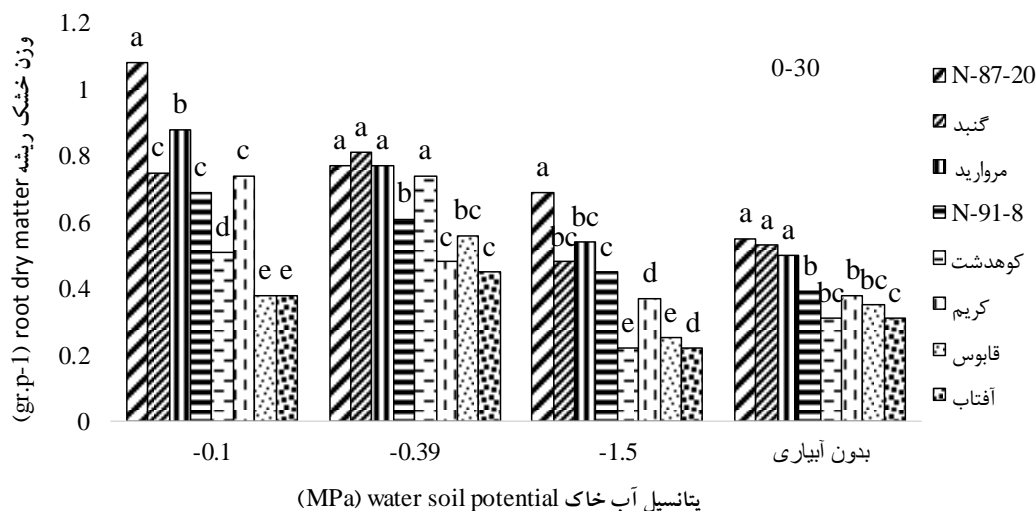 وزن خشک ریشه root dry matter (gr.p-1)
1.2
1
0.8
0.6
0.4
0.2
0
0-30
a c b c d c e e
a a a b a c bc c
a bc bc c e d e d
a a a b bc b bc c
-0.1 -0.39 -1.5 بدون آبیاری
پتانسیل آب خاک water soil potential (MPa)
N-87-20
گنبد
مروارید
N-91-8
کوهدشت
کریم
قابوس
آفتاب